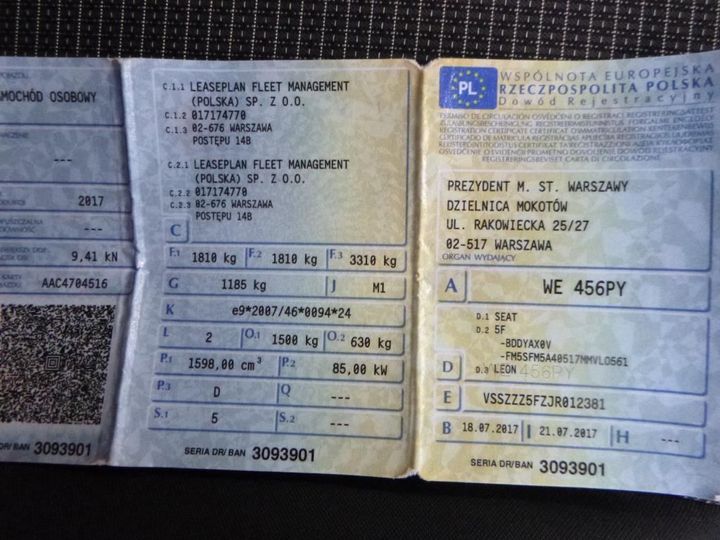 MOCHÓD OSOBOWY
---
2017
---
9,41 kN
AAC4704516
DR/BAN 3093901
C.1.1 LEASEPLAN FLEET MANAGEMENT
(POLSKA) SP. Z O.O.
C.1.2 017174770
C.1.3 02-676 WARSZAWA
POSTĘPU 14B
C.2.1 LEASEPLAN FLEET MANAGEMENT
(POLSKA) SP. Z O.O.
C.2.2 017174770
C.2.3 02-676 WARSZAWA
POSTĘPU 14B
C
F.1 1810 kg F.2 1810 kg F.3 3310 kg
G 1185 kg J M1
K e9*2007/46*0094*24
L 2 O.1 1500 kg O.2 630 kg
P.1 1598,00 cm³ P.2 85,00 kW
P.3 D Q ---
S.1 5 S.2 ---
SERIA DR/BAN 3093901
PL
WSPÓLNOTA EUROPEJSKA
RZECZPOSPOLITA POLSKA
Dowód Rejestracyjny
PREZYDENT M. ST. WARSZAWY
DZIELNICA MOKOTÓW
UL. RAKOWIECKA 25/27
02-517 WARSZAWA
ORGAN WYDAJĄCY
A WE 456PY
D.1 SEAT
D.2 5F
-BDDYAX0V
-FM5SFM5A40517MMVLO561
D D.3 LEON
E VSSZZZ5FZJR012381
B 18.07.2017 I 21.07.2017 H ---
SERIA DR/BAN 3093901